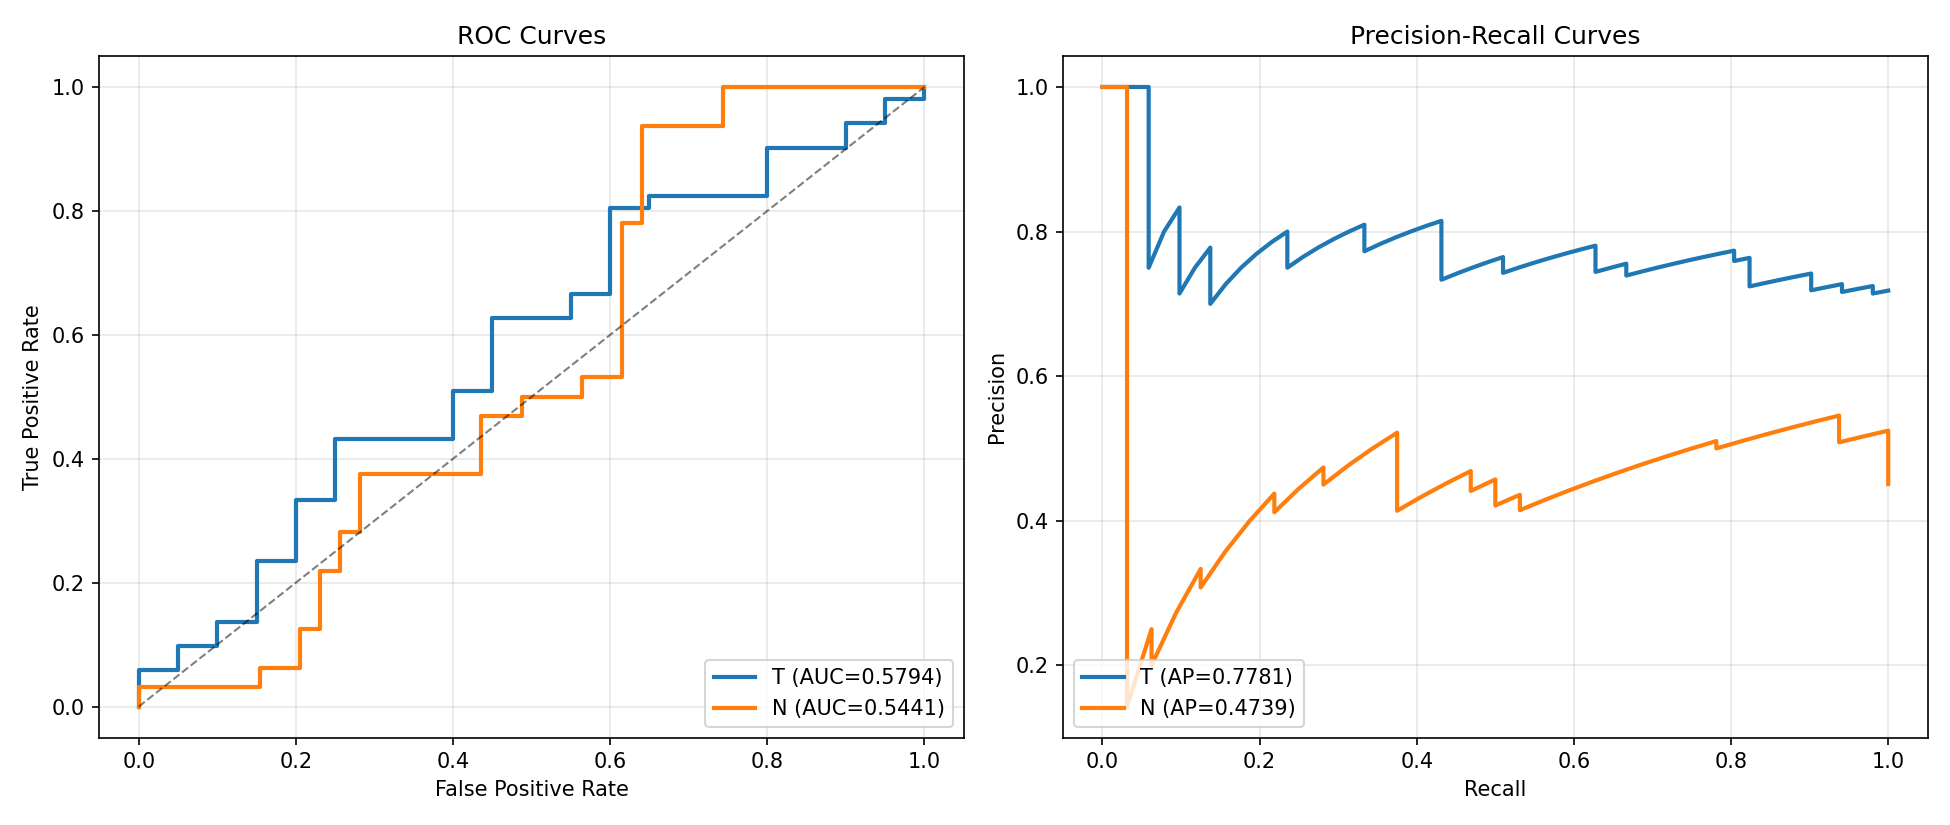 ROC Curves
True Positive Rate
1.0
0.8
0.6
0.4
0.2
0.0
T (AUC=0.5794)
N (AUC=0.5441)
0.0 0.2 0.4 0.6 0.8 1.0
False Positive Rate
Precision-Recall Curves
Precision
1.0
0.8
0.6
0.4
0.2
T (AP=0.7781)
N (AP=0.4739)
0.0 0.2 0.4 0.6 0.8 1.0
Recall